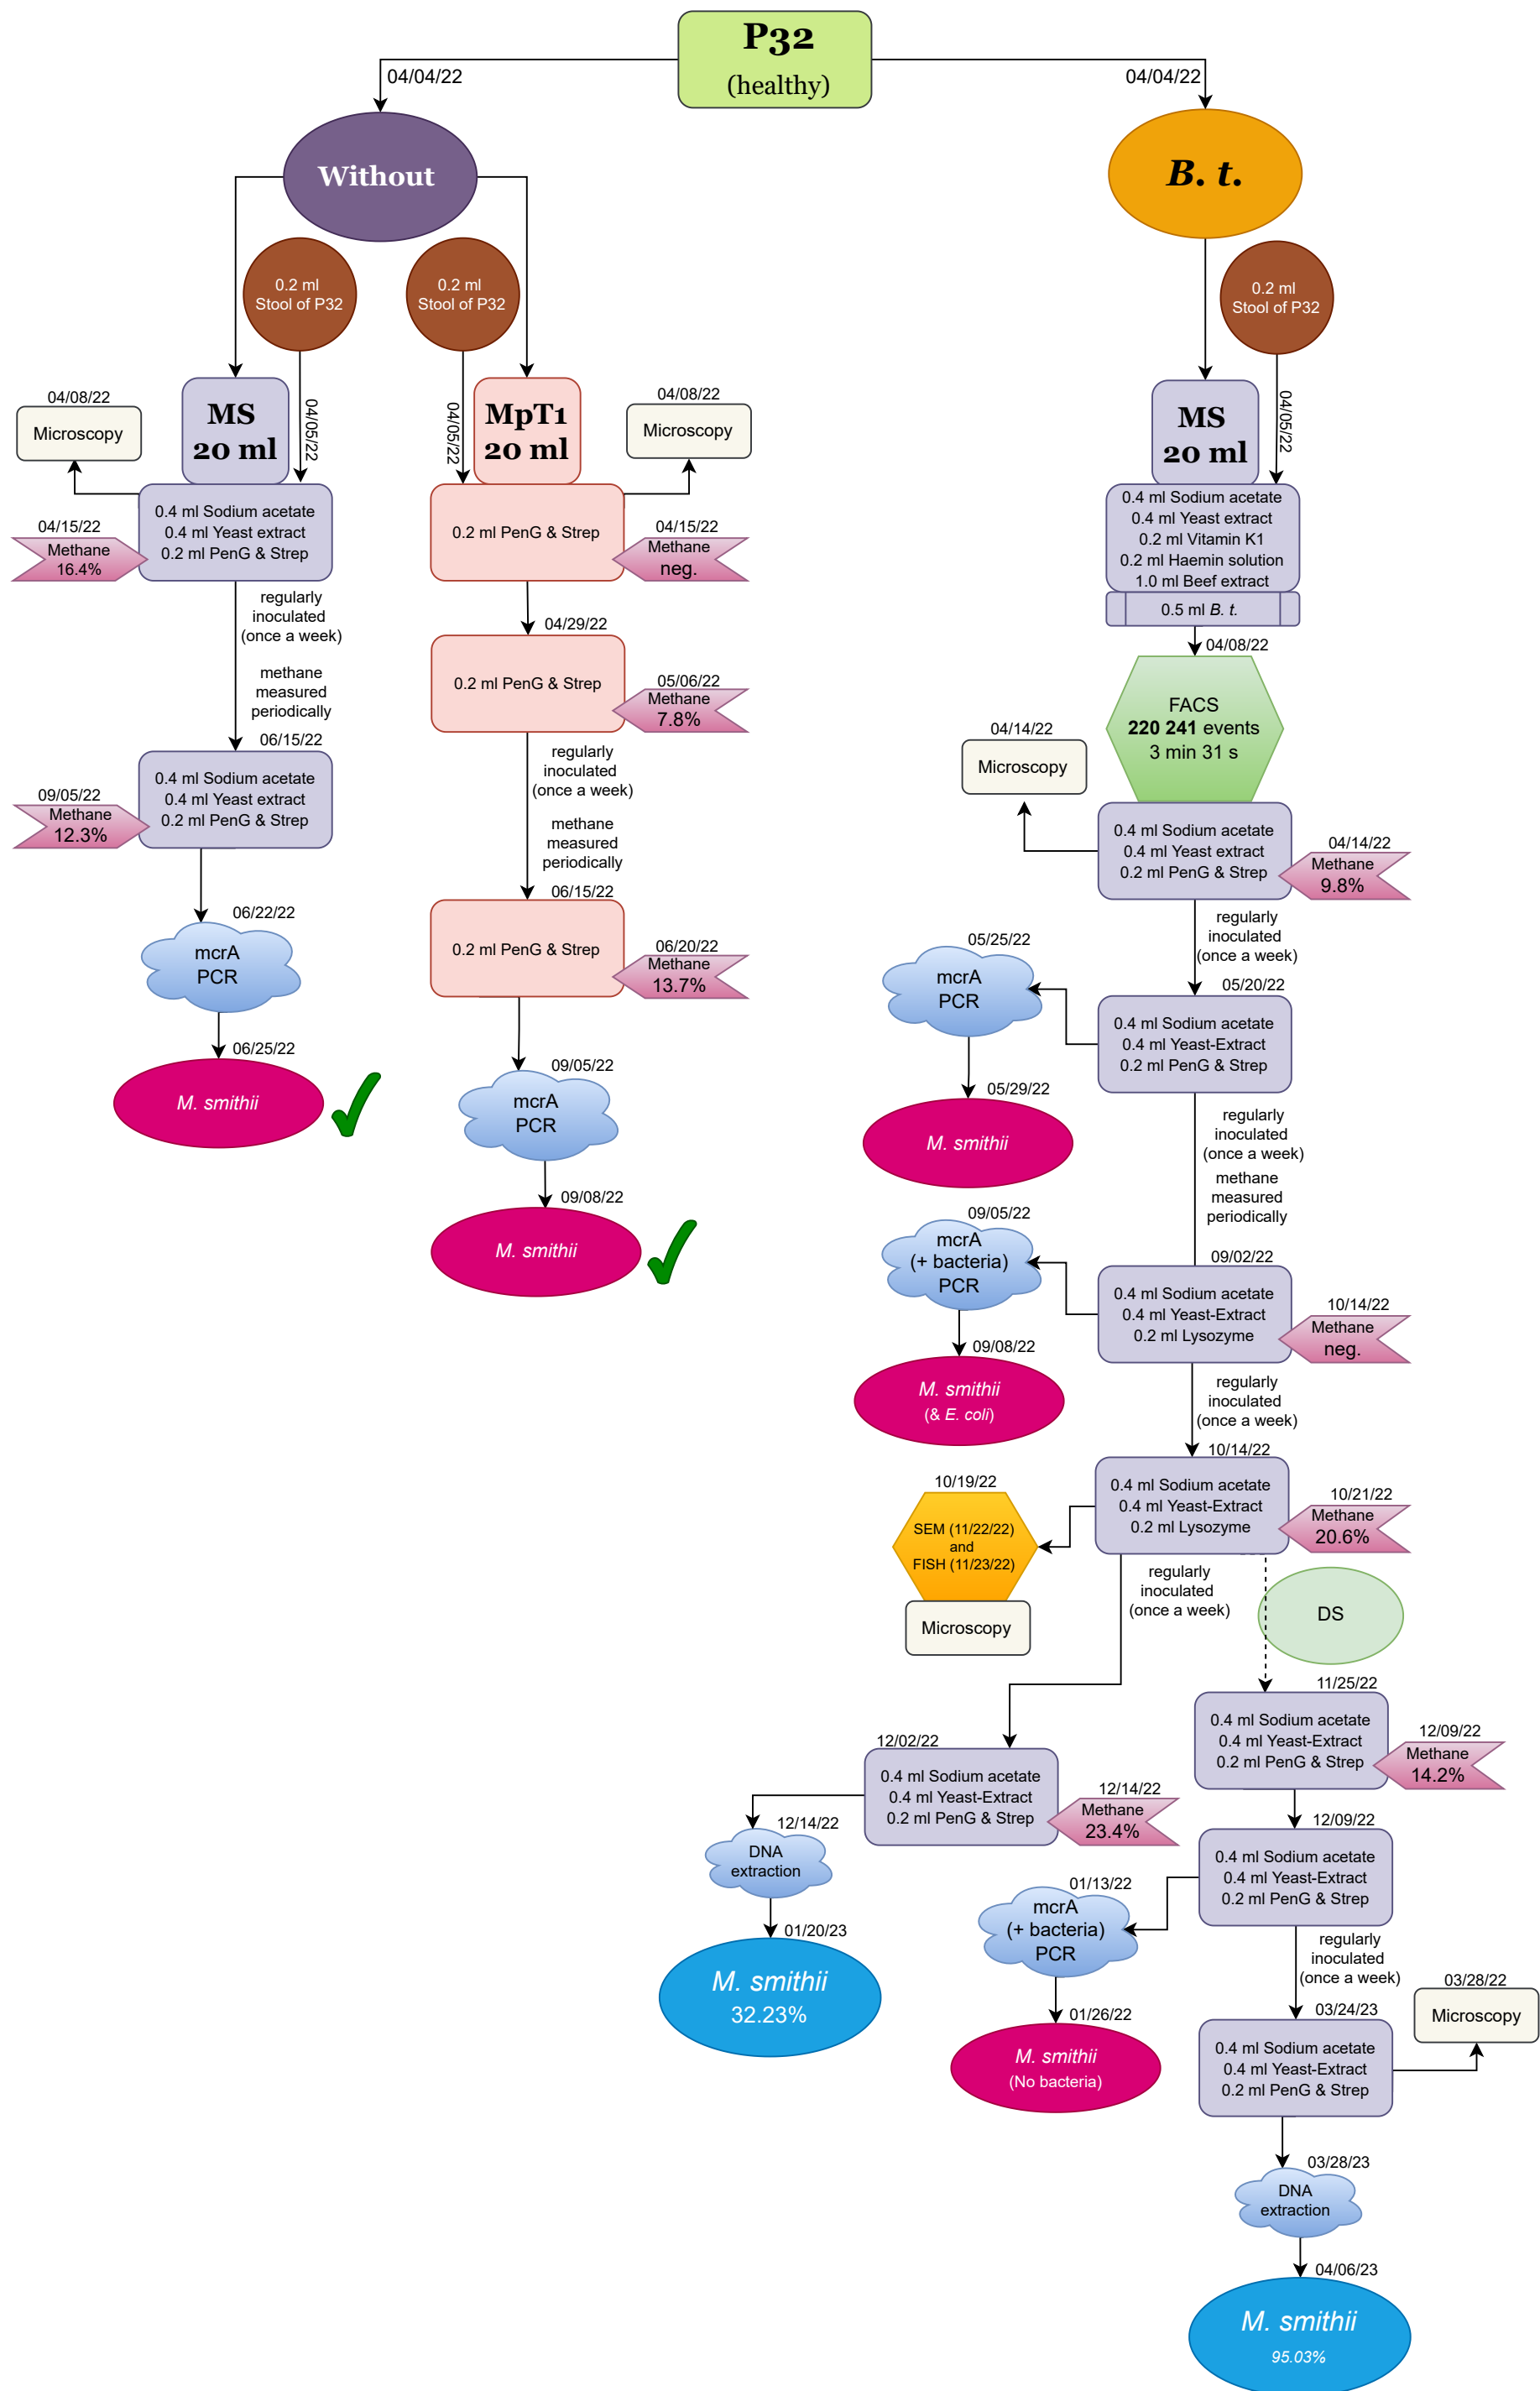 P32
(healthy)
04/04/22
04/04/22
Without
B. t.
0.2 ml
Stool of P32
0.2 ml
Stool of P32
0.2 ml
Stool of P32
04/08/22
Microscopy
MS
20 ml
04/05/22
04/05/22
MpT1
20 ml
04/08/22
Microscopy
MS
20 ml
04/05/22
04/15/22
Methane
16.4%
0.4 ml Sodium acetate
0.4 ml Yeast extract
0.2 ml PenG & Strep
0.2 ml PenG & Strep
04/15/22
Methane
neg.
0.4 ml Sodium acetate
0.4 ml Yeast extract
0.2 ml Vitamin K1
0.2 ml Haemin solution
1.0 ml Beef extract
0.5 ml B. t.
04/08/22
regularly
inoculated
(once a week)
methane
measured
periodically
06/15/22
04/29/22
0.2 ml PenG & Strep
05/06/22
Methane
7.8%
FACS
220 241 events
3 min 31 s
04/14/22
Microscopy
09/05/22
Methane
12.3%
0.4 ml Sodium acetate
0.4 ml Yeast extract
0.2 ml PenG & Strep
regularly
inoculated
(once a week)
methane
measured
periodically
06/15/22
0.4 ml Sodium acetate
0.4 ml Yeast extract
0.2 ml PenG & Strep
04/14/22
Methane
9.8%
06/22/22
mcrA
PCR
0.2 ml PenG & Strep
06/20/22
Methane
13.7%
regularly
inoculated
(once a week)
05/20/22
05/25/22
mcrA
PCR
06/25/22
M. smithii
09/05/22
mcrA
PCR
0.4 ml Sodium acetate
0.4 ml Yeast-Extract
0.2 ml PenG & Strep
05/29/22
M. smithii
09/08/22
M. smithii
regularly
inoculated
(once a week)
methane
measured
periodically
09/02/22
09/05/22
mcrA
(+ bacteria)
PCR
0.4 ml Sodium acetate
0.4 ml Yeast-Extract
0.2 ml Lysozyme
10/14/22
Methane
neg.
09/08/22
M. smithii
(& E. coli)
regularly
inoculated
(once a week)
10/14/22
10/19/22
SEM (11/22/22)
and
FISH (11/23/22)
Microscopy
0.4 ml Sodium acetate
0.4 ml Yeast-Extract
0.2 ml Lysozyme
10/21/22
Methane
20.6%
regularly
inoculated
(once a week)
DS
11/25/22
0.4 ml Sodium acetate
0.4 ml Yeast-Extract
0.2 ml PenG & Strep
12/09/22
Methane
14.2%
12/02/22
0.4 ml Sodium acetate
0.4 ml Yeast-Extract
0.2 ml PenG & Strep
12/14/22
Methane
23.4%
12/14/22
DNA
extraction
01/20/23
M. smithii
32.23%
12/09/22
0.4 ml Sodium acetate
0.4 ml Yeast-Extract
0.2 ml PenG & Strep
01/13/22
mcrA
(+ bacteria)
PCR
01/26/22
M. smithii
(No bacteria)
regularly
inoculated
(once a week)
03/24/23
03/28/22
Microscopy
0.4 ml Sodium acetate
0.4 ml Yeast-Extract
0.2 ml PenG & Strep
03/28/23
DNA
extraction
04/06/23
M. smithii
95.03%